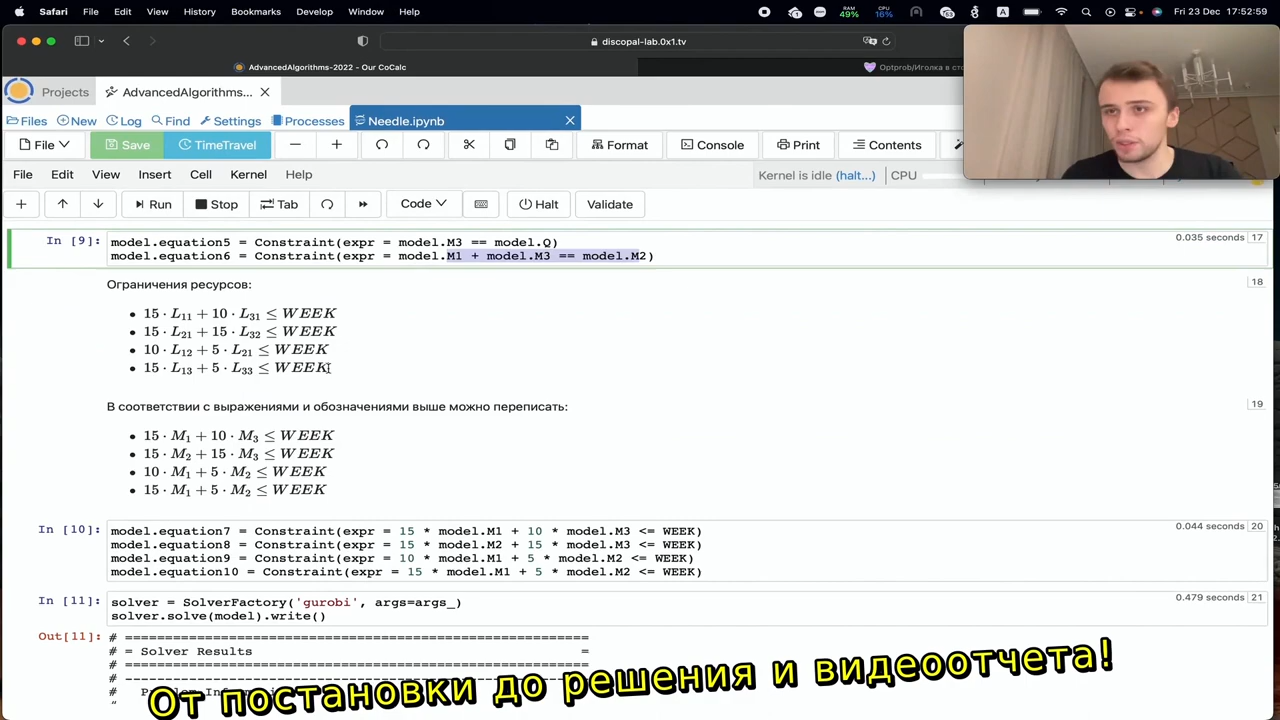 Safari File Edit View History Bookmarks Develop Window Help RAM 49% CPU 16% A Fri 23 Dec 17:52:59
discopal-lab.0x1.tv
AdvancedAlgorithms-2022 - Our CoCalc
Optprob/Иголка в сто
Projects AdvancedAlgorithms...
Files New Log Find Settings Processes Needle.ipynb
File Save TimeTravel Format Console Print Contents
File Edit View Insert Cell Kernel Help Kernel is idle (halt...) CPU
Run Stop Tab Code Halt Validate
In [9]: model.equation5 = Constraint(expr = model.M3 == model.Q) 0.035 seconds 17
model.equation6 = Constraint(expr = model.M1 + model.M3 == model.M2)
Ограничения ресурсов: 18
• 15 · L₁₁ + 10 · L₃₁ ≤ WEEK
• 15 · L₂₁ + 15 · L₃₂ ≤ WEEK
• 10 · L₁₂ + 5 · L₂₁ ≤ WEEK
• 15 · L₁₃ + 5 · L₃₃ ≤ WEEK
В соответствии с выражениями и обозначениями выше можно переписать: 19
• 15 · M₁ + 10 · M₃ ≤ WEEK
• 15 · M₂ + 15 · M₃ ≤ WEEK
• 10 · M₁ + 5 · M₂ ≤ WEEK
• 15 · M₁ + 5 · M₂ ≤ WEEK
In [10]: model.equation7 = Constraint(expr = 15 * model.M1 + 10 * model.M3 <= WEEK) 0.044 seconds 20
model.equation8 = Constraint(expr = 15 * model.M2 + 15 * model.M3 <= WEEK)
model.equation9 = Constraint(expr = 10 * model.M1 + 5 * model.M2 <= WEEK)
model.equation10 = Constraint(expr = 15 * model.M1 + 5 * model.M2 <= WEEK)
In [11]: solver = SolverFactory('gurobi', args=args_) 0.479 seconds 21
solver.solve(model).write()
Out[11]: # ==========================================================
# = Solver Results =
# ==========================================================
# ----------------------------------------------------------
От постановки до решения и видеоотчета!